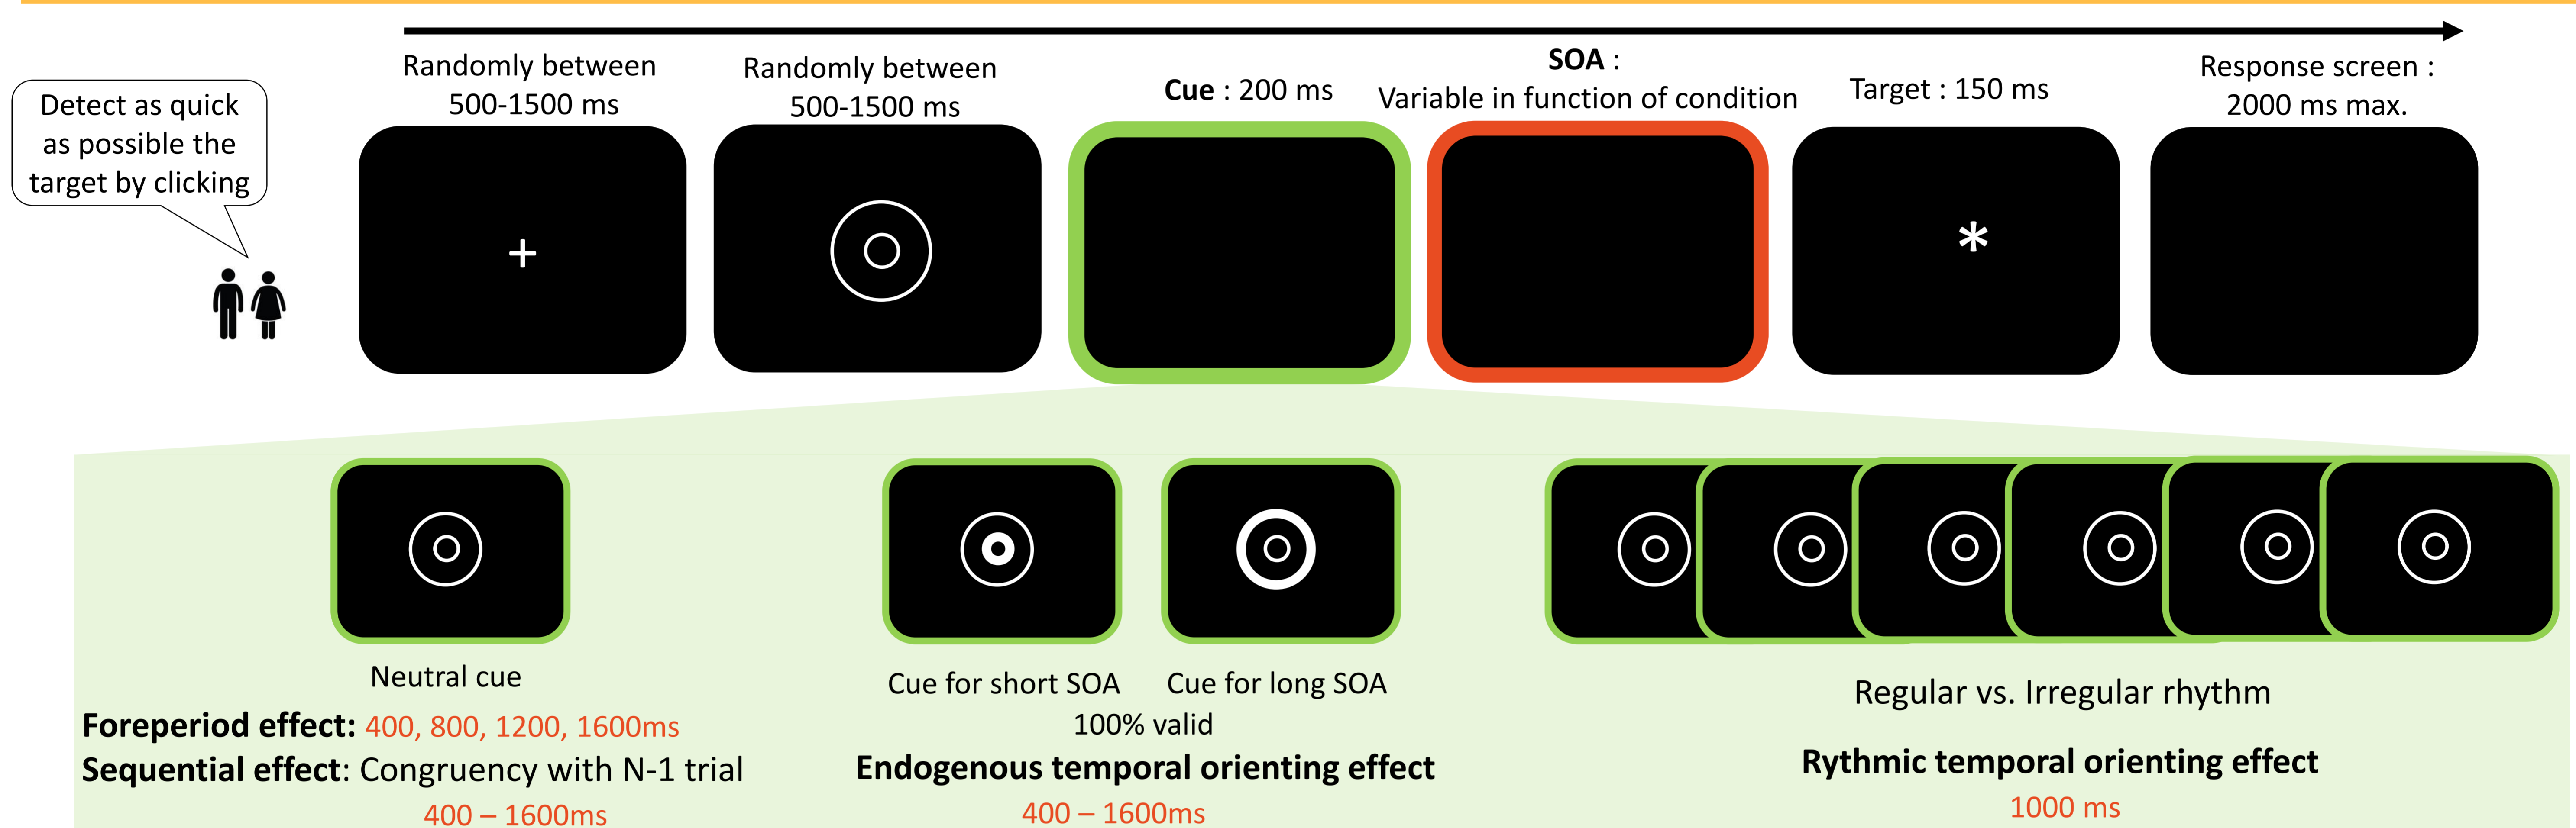 Detect as quick
as possible the
target by clicking
Randomly between
500-1500 ms
Randomly between
500-1500 ms
Cue : 200 ms
SOA :
Variable in function of condition
Target : 150 ms
Response screen :
2000 ms max.
+
*
Neutral cue
Foreperiod effect: 400, 800, 1200, 1600ms
Sequential effect: Congruency with N-1 trial
400 – 1600ms
Cue for short SOA
Cue for long SOA
100% valid
Endogenous temporal orienting effect
400 – 1600ms
Regular vs. Irregular rhythm
Rythmic temporal orienting effect
1000 ms